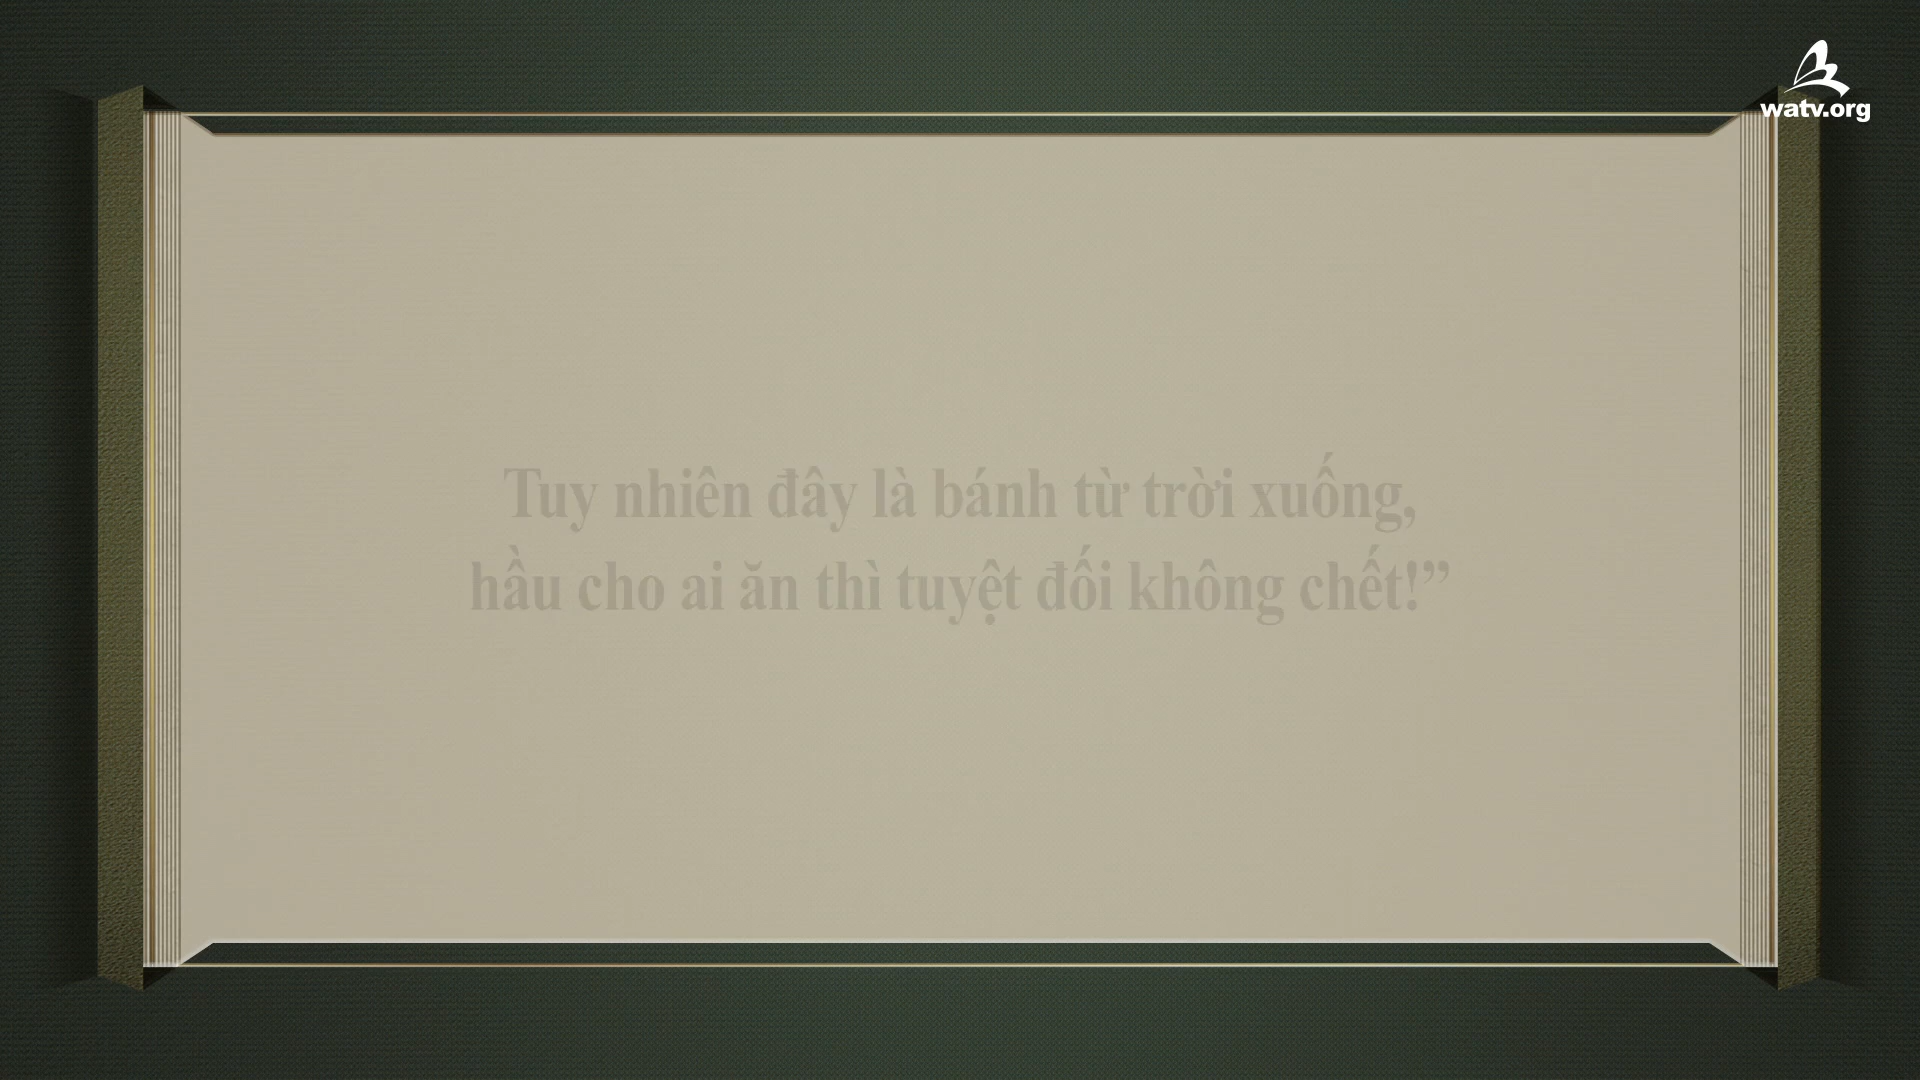 watv.org
Tuy nhiên đây là bánh từ trời xuống,
hầu cho ai ăn thì tuyệt đối không chết!”